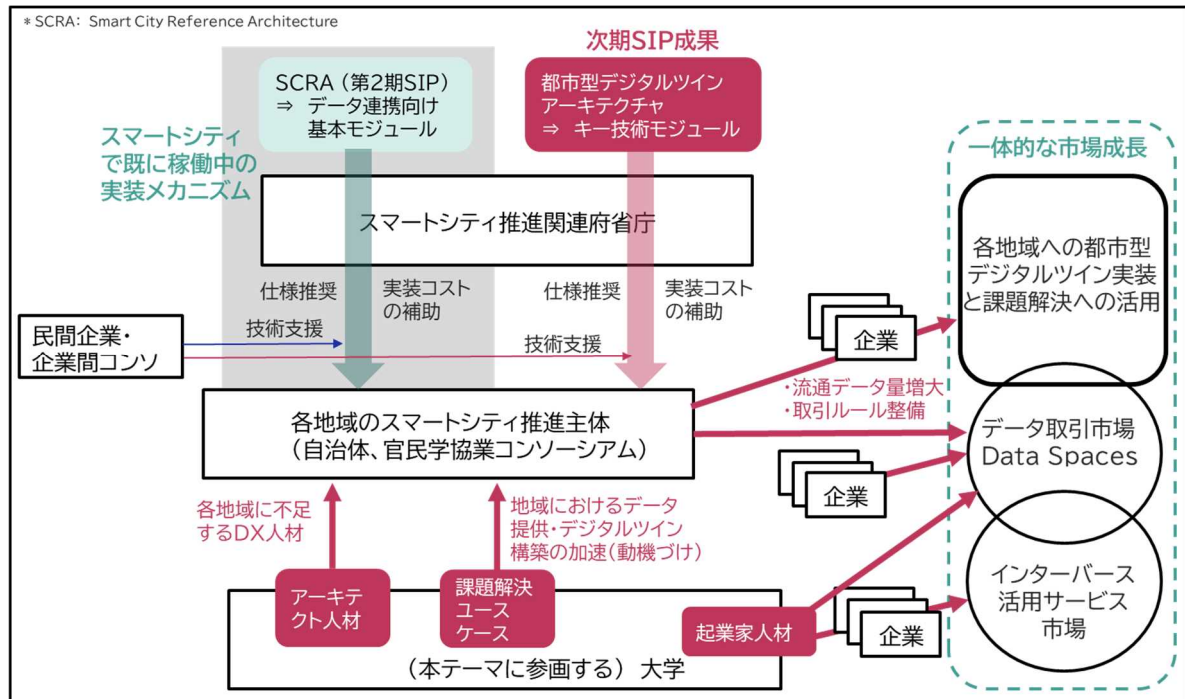 * SCRA: Smart City Reference Architecture
次期SIP成果
SCRA (第2期SIP)
⇒ データ連携向け
基本モジュール
都市型デジタルツイン
アーキテクチャ
⇒ キー技術モジュール
スマートシティ
で既に稼働中の
実装メカニズム
一体的な市場成長
スマートシティ推進関連府省庁
各地域への都市型
デジタルツイン実装
と課題解決への活用
仕様推奨
実装コスト
の補助
仕様推奨
実装コスト
の補助
民間企業・
企業間コンソ
技術支援
技術支援
企業
・流通データ量増大
・取引ルール整備
各地域のスマートシティ推進主体
(自治体、官民学協業コンソーシアム)
データ取引市場
Data Spaces
企業
各地域に不足
するDX人材
地域におけるデータ
提供・デジタルツイン
構築の加速(動機づけ)
アーキテ
クト人材
課題解決
ユース
ケース
起業家人材
企業
インターバース
活用サービス
市場
(本テーマに参画する) 大学